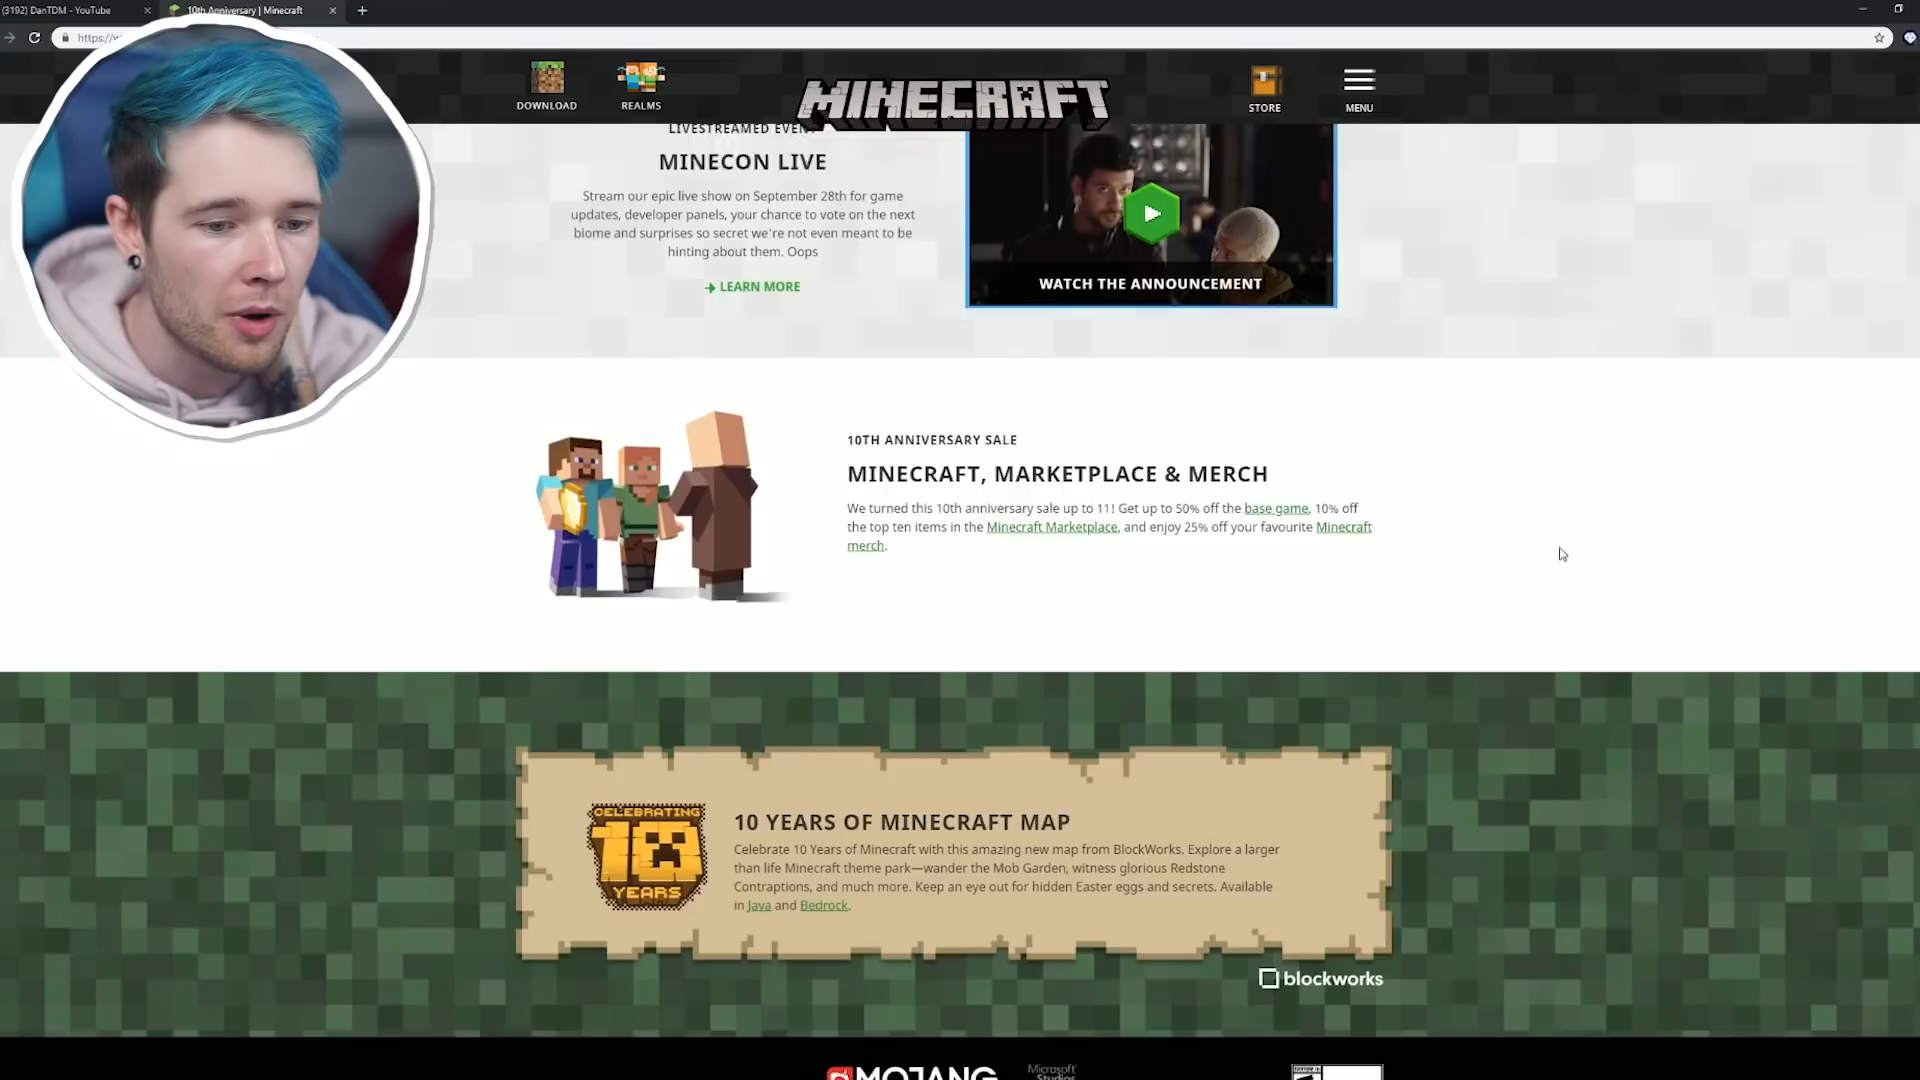 (3192) DanTDM - YouTube
10th Anniversary | Minecraft
https://w
DOWNLOAD
REALMS
MINECRAFT
STORE
MENU
LIVESTREAMED EVENT
MINECON LIVE
Stream our epic live show on September 28th for game
updates, developer panels, your chance to vote on the next
biome and surprises so secret we're not even meant to be
hinting about them. Oops
LEARN MORE
WATCH THE ANNOUNCEMENT
10TH ANNIVERSARY SALE
MINECRAFT, MARKETPLACE & MERCH
We turned this 10th anniversary sale up to 11! Get up to 50% off the base game, 10% off
the top ten items in the Minecraft Marketplace, and enjoy 25% off your favourite Minecraft
merch.
CELEBRATING
10
YEARS
10 YEARS OF MINECRAFT MAP
Celebrate 10 Years of Minecraft with this amazing new map from BlockWorks. Explore a larger
than life Minecraft theme park—wander the Mob Garden, witness glorious Redstone
Contraptions, and much more. Keep an eye out for hidden Easter eggs and secrets. Available
in Java and Bedrock.
blockworks
MOJANG
Microsoft
Studios